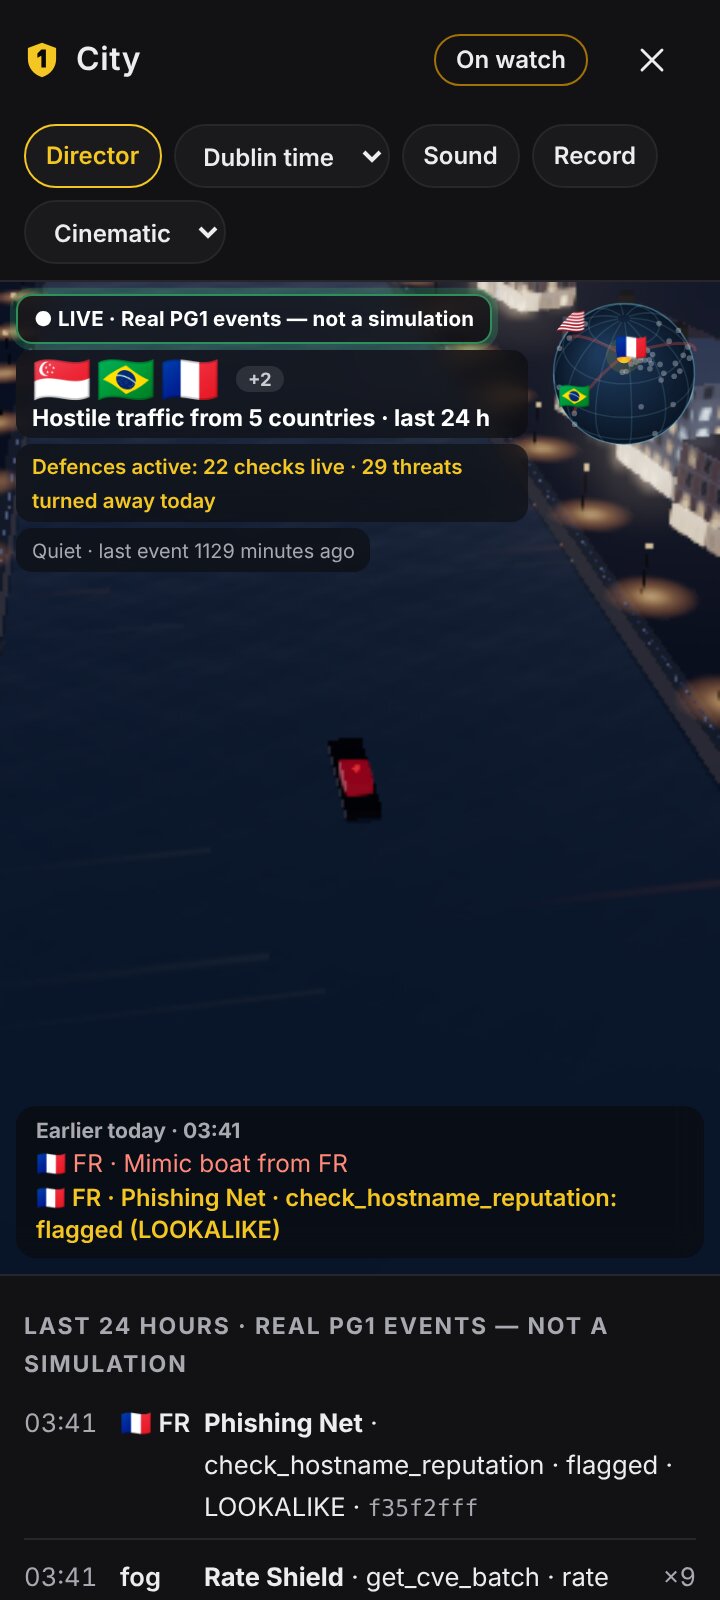 1 City
On watch
Director
Dublin time
Sound
Record
Cinematic
LIVE · Real PG1 events — not a simulation
+2
Hostile traffic from 5 countries · last 24 h
Defences active: 22 checks live · 29 threats
turned away today
Quiet · last event 1129 minutes ago
Earlier today · 03:41
FR · Mimic boat from FR
FR · Phishing Net · check_hostname_reputation:
flagged (LOOKALIKE)
LAST 24 HOURS · REAL PG1 EVENTS — NOT A
SIMULATION
03:41 FR Phishing Net ·
check_hostname_reputation · flagged ·
LOOKALIKE · f35f2fff
03:41 fog Rate Shield · get_cve_batch · rate ×9